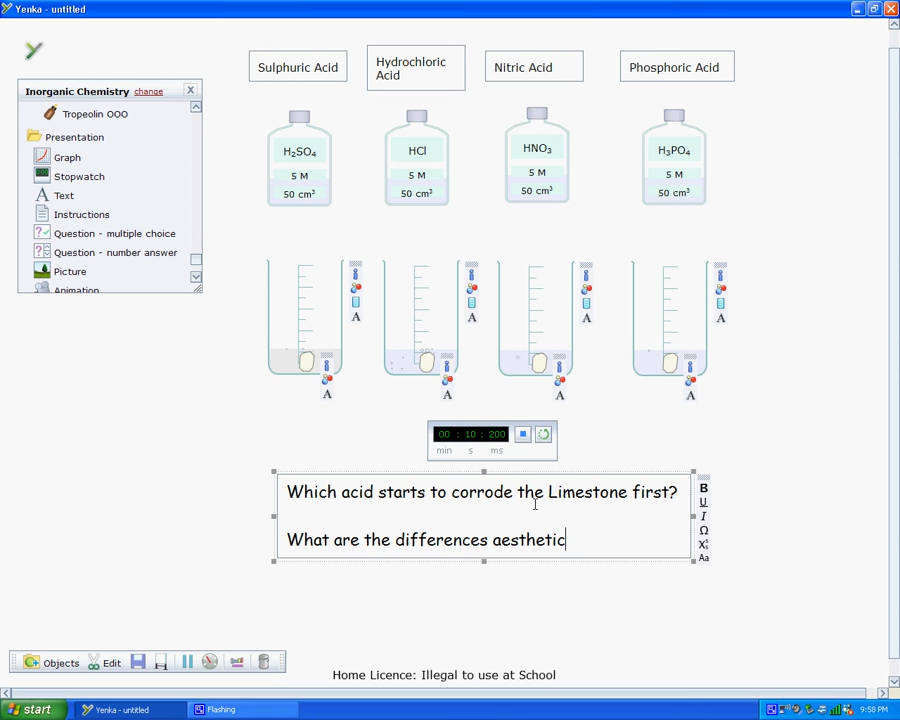 Yenka - untitled
Sulphuric Acid
Hydrochloric
Acid
Nitric Acid
Phosphoric Acid
Inorganic Chemistry change X
Tropeolin OOO
Presentation
Graph
Stopwatch
Text
Instructions
Question - multiple choice
Question - number answer
Picture
Animation
H₂SO₄
5 M
50 cm³
HCl
5 M
50 cm³
HNO₃
5 M
50 cm³
H₃PO₄
5 M
50 cm³
A
A
A
A
A
A
A
A
00 : 10 : 200
min s ms
Which acid starts to corrode the Limestone first?
What are the differences aesthetic
B
U
I
Ω
Aa
Objects Edit
Home Licence: Illegal to use at School
start Yenka - untitled Flashing 9:58 PM